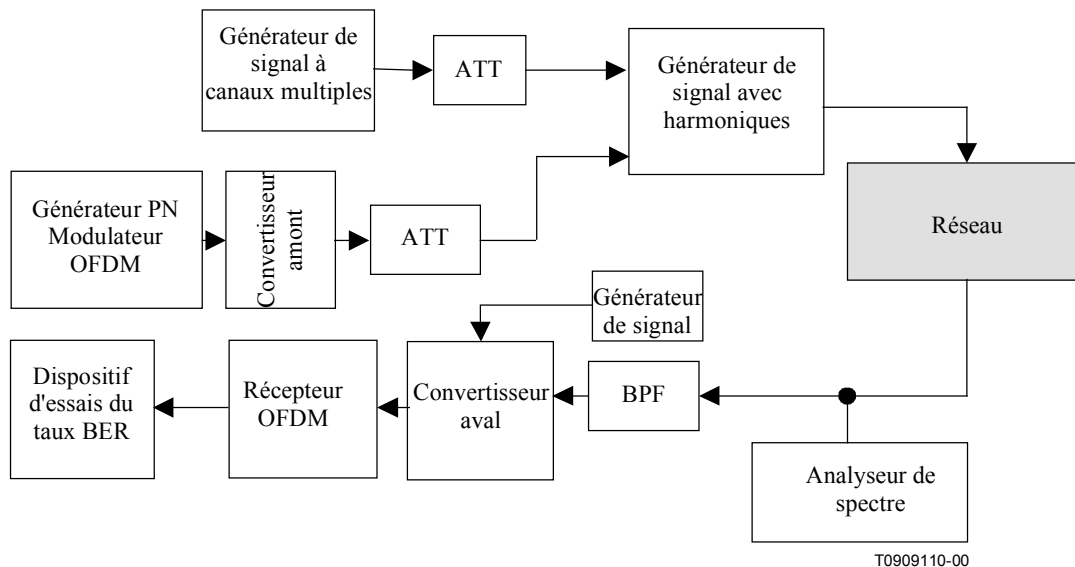 Générateur de
signal à
canaux multiples
ATT
Générateur de
signal avec
harmoniques
Générateur PN
Modulateur
OFDM
Convertisseur
amont
ATT
Réseau
Générateur
de signal
Dispositif
d'essais du
taux BER
Récepteur
OFDM
Convertisseur
aval
BPF
Analyseur de
spectre
T0909110-00